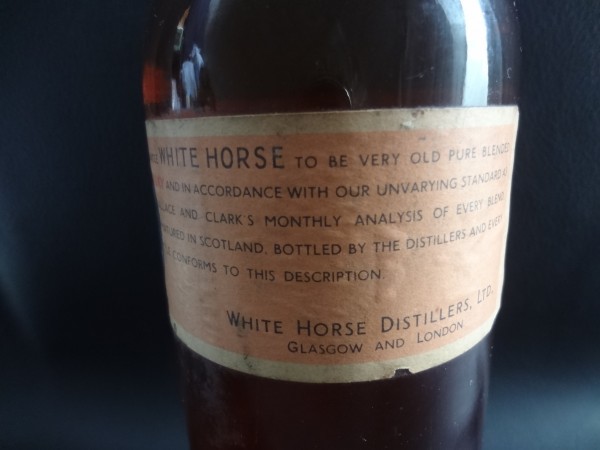 WHITE HORSE TO BE VERY OLD PURE BLENDED
AND IN ACCORDANCE WITH OUR UNVARYING STANDARD
AND CLARK'S MONTHLY ANALYSIS OF EVERY BLEND
IN SCOTLAND. BOTTLED BY THE DISTILLERS AND EVERY
CONFORMS TO THIS DESCRIPTION.
WHITE HORSE DISTILLERS, LTD.
GLASGOW AND LONDON